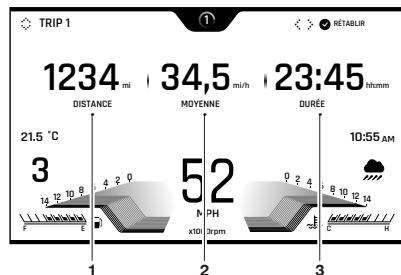 TRIP 1
1
RÉTABLIR
1234 mi
34,5 mi/h
23:45 hh:mm
DISTANCE
MOYENNE
DURÉE
21.5 °C
10:55 AM
3
52
MPH
x1000rpm
14 12 10 8 6 4 2 0
0 2 4 6 8 10 12 14
F E
C H
1 2 3